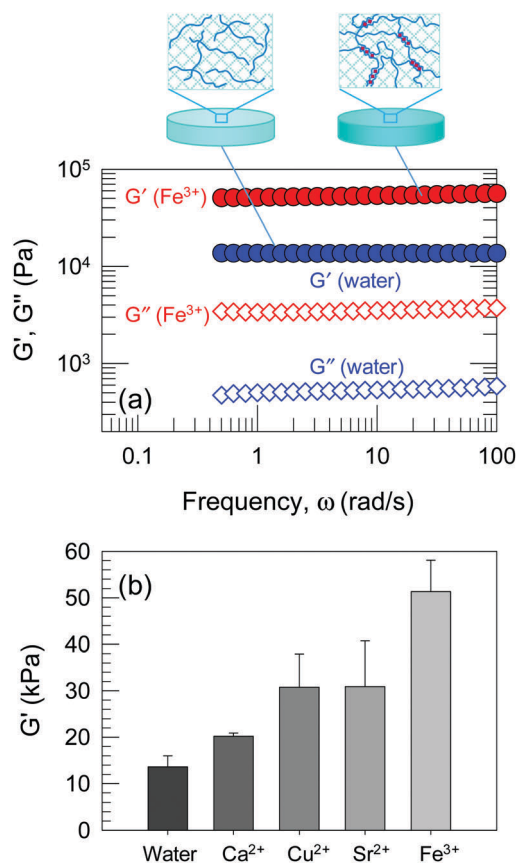 10⁵
G′ (Fe³⁺)
10⁴
G′ (water)
G″ (Fe³⁺)
10³
G″ (water)
(a)
G', G" (Pa)
0.1 1 10 100
Frequency, ω (rad/s)
60
(b)
50
40
30
20
10
0
G' (kPa)
Water Ca²⁺ Cu²⁺ Sr²⁺ Fe³⁺